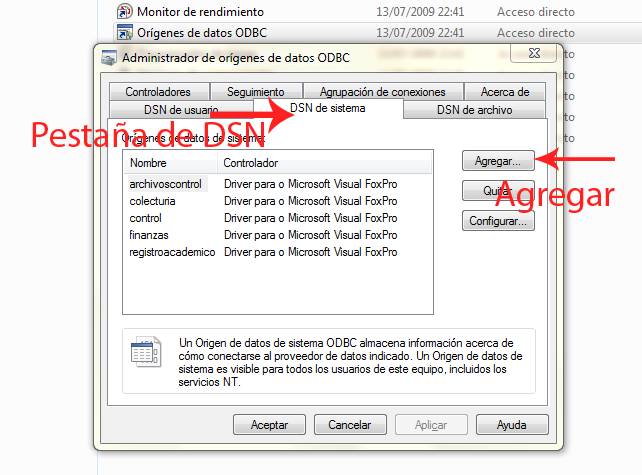 Monitor de rendimiento 13/07/2009 22:41 Acceso directo
Orígenes de datos ODBC 13/07/2009 22:41 Acceso directo
Administrador de orígenes de datos ODBC
Controladores Seguimiento Agrupación de conexiones Acerca de
DSN de usuario DSN de sistema DSN de archivo
Pestaña de DSN
Orígenes de datos de sistema:
Nombre Controlador
Agregar...
archivoscontrol Driver para o Microsoft Visual FoxPro
Quitar
Agregar
colecturia Driver para o Microsoft Visual FoxPro
control Driver para o Microsoft Visual FoxPro
Configurar...
finanzas Driver para o Microsoft Visual FoxPro
registroacademico Driver para o Microsoft Visual FoxPro
Un Origen de datos de sistema ODBC almacena información acerca de
cómo conectarse al proveedor de datos indicado. Un Origen de datos de
sistema es visible para todos los usuarios de este equipo, incluidos los
servicios NT.
Aceptar Cancelar Aplicar Ayuda